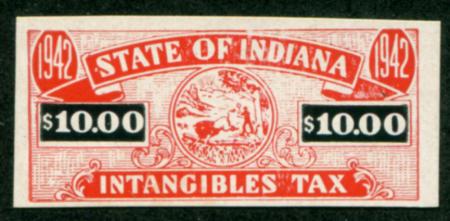 1942 STATE OF INDIANA 1942
$10.00 $10.00
INTANGIBLES TAX